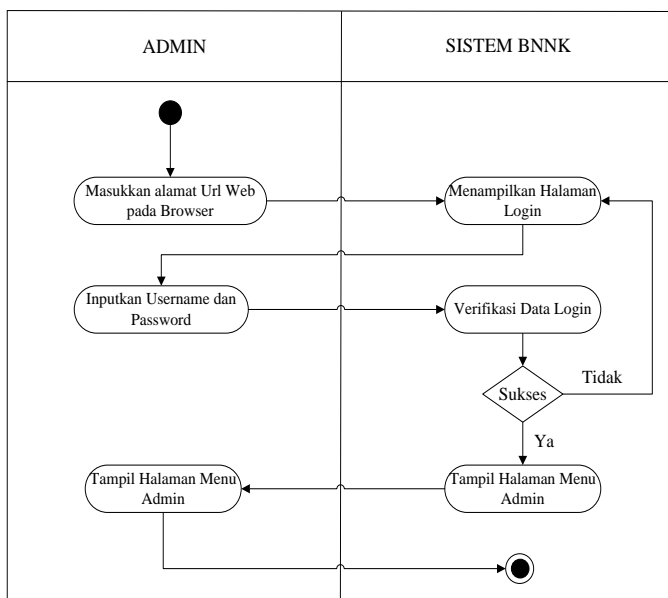 ADMIN
SISTEM BNNK
Masukkan alamat Url Web
pada Browser
Menampilkan Halaman
Login
Inputkan Username dan
Password
Verifikasi Data Login
Sukses
Tidak
Ya
Tampil Halaman Menu
Admin
Tampil Halaman Menu
Admin